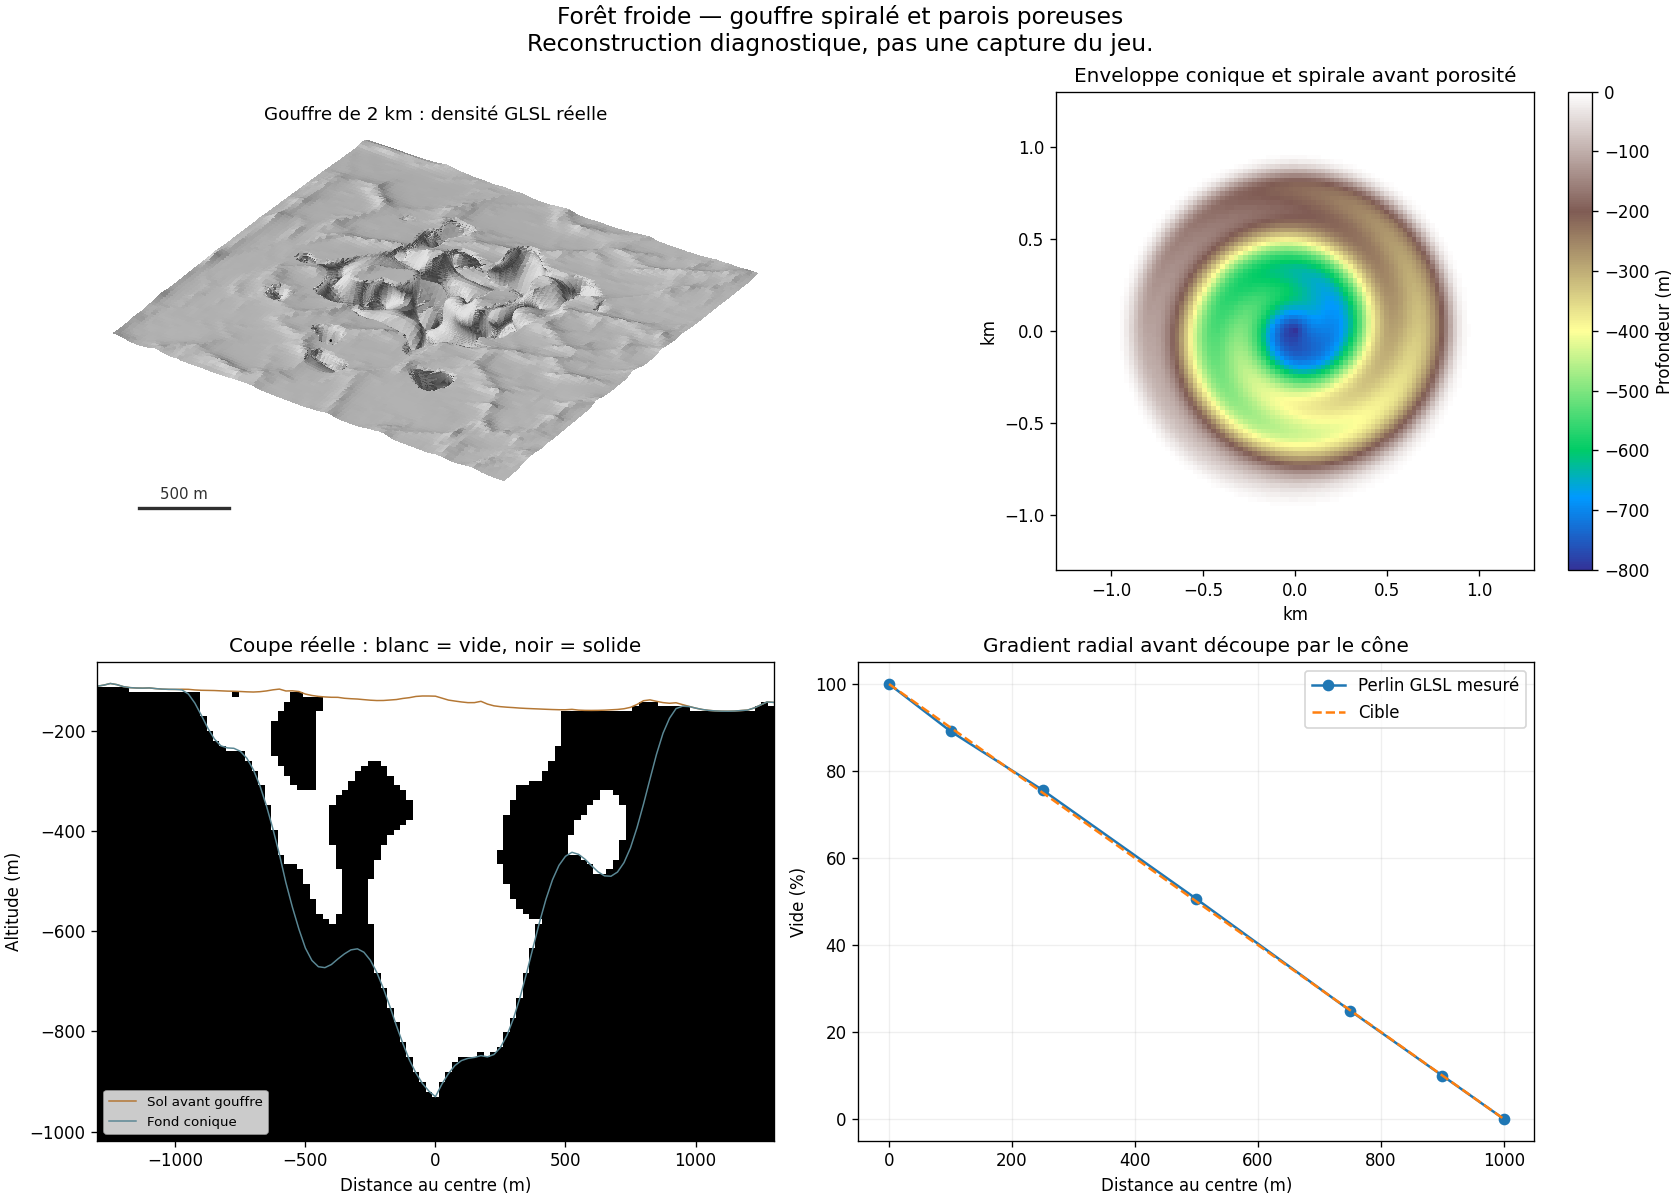 Forêt froide — gouffre spiralé et parois poreuses
Reconstruction diagnostique, pas une capture du jeu.
Gouffre de 2 km : densité GLSL réelle
500 m
Enveloppe conique et spirale avant porosité
1.0
0.5
0.0
−0.5
−1.0
km
−1.0
−0.5
0.0
0.5
1.0
km
0
−100
−200
−300
−400
−500
−600
−700
−800
Profondeur (m)
Coupe réelle : blanc = vide, noir = solide
−200
−400
−600
−800
−1000
Altitude (m)
Sol avant gouffre
Fond conique
−1000
−500
0
500
1000
Distance au centre (m)
Gradient radial avant découpe par le cône
100
80
60
40
20
0
Vide (%)
Perlin GLSL mesuré
Cible
0
200
400
600
800
1000
Distance au centre (m)